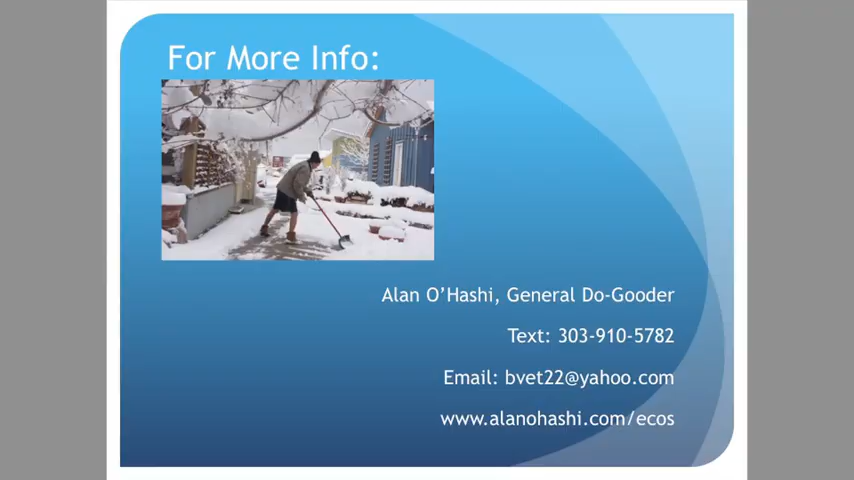 For More Info:
Alan O’Hashi, General Do-Gooder
Text: 303-910-5782
Email: bvet22@yahoo.com
www.alanohashi.com/ecos